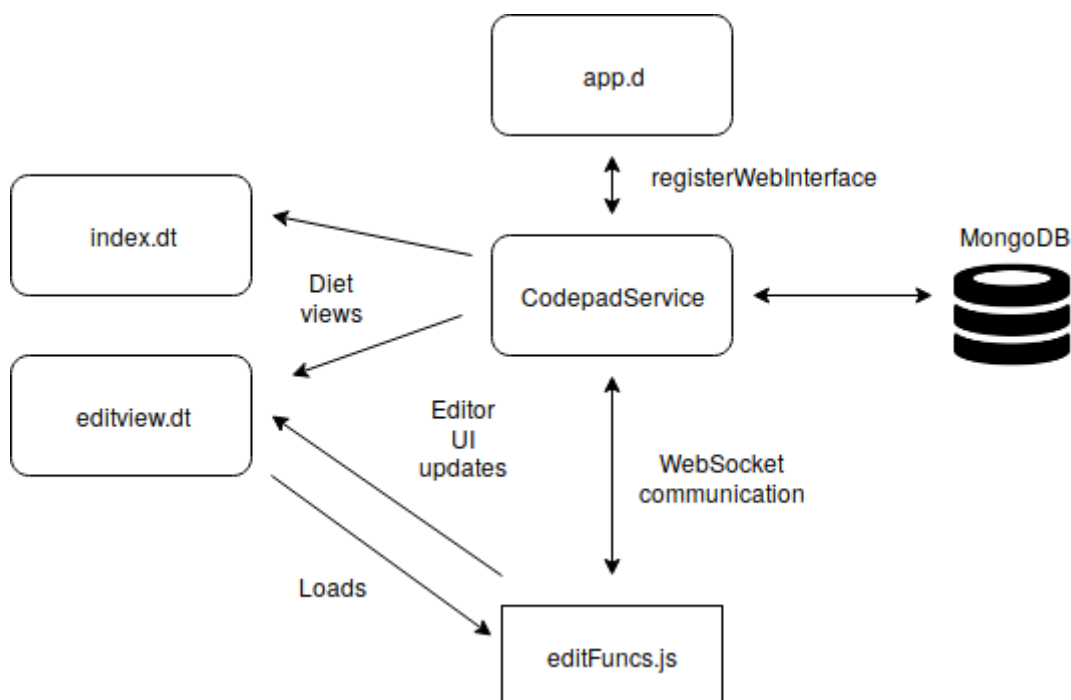 app.d
registerWebInterface
index.dt
MongoDB
CodepadService
Diet
views
editview.dt
Editor
UI
updates
WebSocket
communication
Loads
editFuncs.js